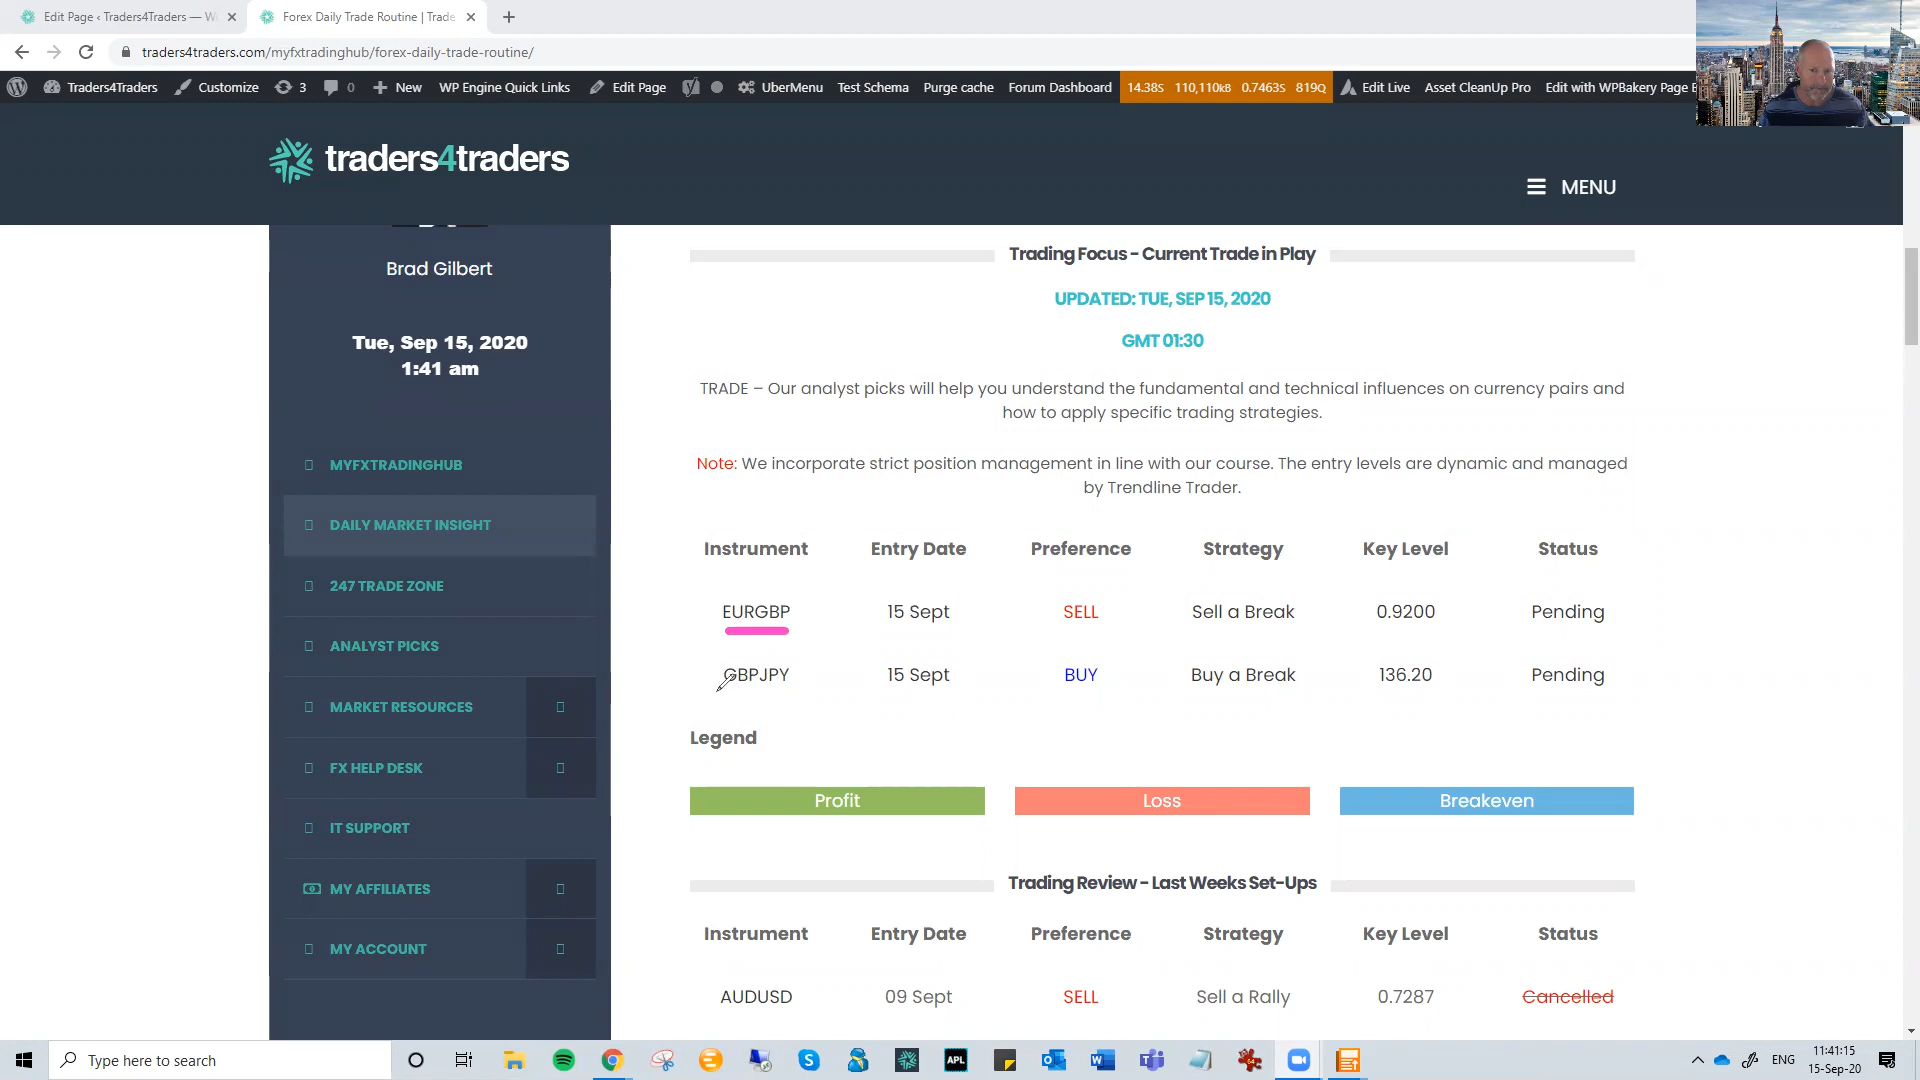 Edit Page ‹ Traders4Traders — W
Forex Daily Trade Routine | Trade
traders4traders.com/myfxtradinghub/forex-daily-trade-routine/
Traders4Traders
Customize
3
0
New
WP Engine Quick Links
Edit Page
UberMenu
Test Schema
Purge cache
Forum Dashboard
14.38S 110,110KB 0.7463S 819Q
Edit Live
Asset CleanUp Pro
Edit with WPBakery Page
traders4traders
MENU
Brad Gilbert
Tue, Sep 15, 2020
1:41 am
MYFXTRADINGHUB
DAILY MARKET INSIGHT
247 TRADE ZONE
ANALYST PICKS
MARKET RESOURCES
FX HELP DESK
IT SUPPORT
MY AFFILIATES
MY ACCOUNT
Trading Focus - Current Trade in Play
UPDATED: TUE, SEP 15, 2020
GMT 01:30
TRADE – Our analyst picks will help you understand the fundamental and technical influences on currency pairs and
how to apply specific trading strategies.
Note: We incorporate strict position management in line with our course. The entry levels are dynamic and managed
by Trendline Trader.
Instrument Entry Date Preference Strategy Key Level Status
EURGBP 15 Sept SELL Sell a Break 0.9200 Pending
GBPJPY 15 Sept BUY Buy a Break 136.20 Pending
Legend
Profit Loss Breakeven
Trading Review - Last Weeks Set-Ups
Instrument Entry Date Preference Strategy Key Level Status
AUDUSD 09 Sept SELL Sell a Rally 0.7287 Cancelled
Type here to search
APL
64
ENG
11:41:15
15-Sep-20